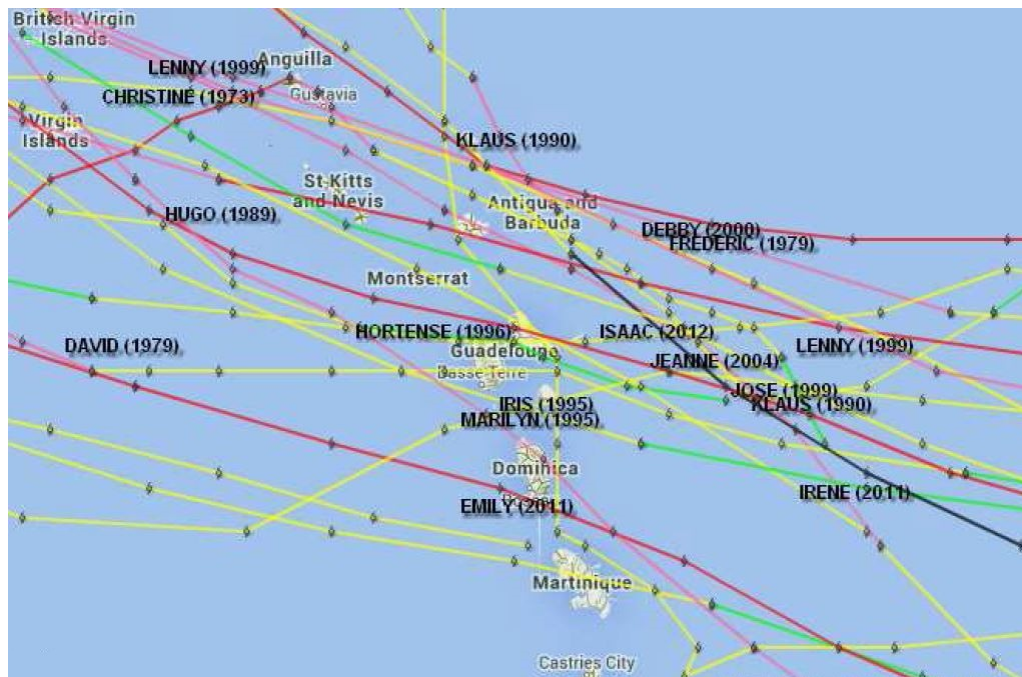 British Virgin
Islands
Anguilla
LENNY (1999)
Gustavia
CHRISTINE (1973)
Virgin
Islands
KLAUS (1990)
St Kitts
and Nevis
Antigua and
Barbuda
HUGO (1989)
DEBBY (2000)
FREDERIC (1979)
Montserrat
HORTENSE (1996)
ISAAC (2012)
DAVID (1979)
LENNY (1999)
Guadeloupe
JEANNE (2004)
Basse-Terre
JOSE (1999)
IRIS (1995)
KLAUS (1990)
MARILYN (1995)
Dominica
IRENE (2011)
EMILY (2011)
Martinique
Castries City